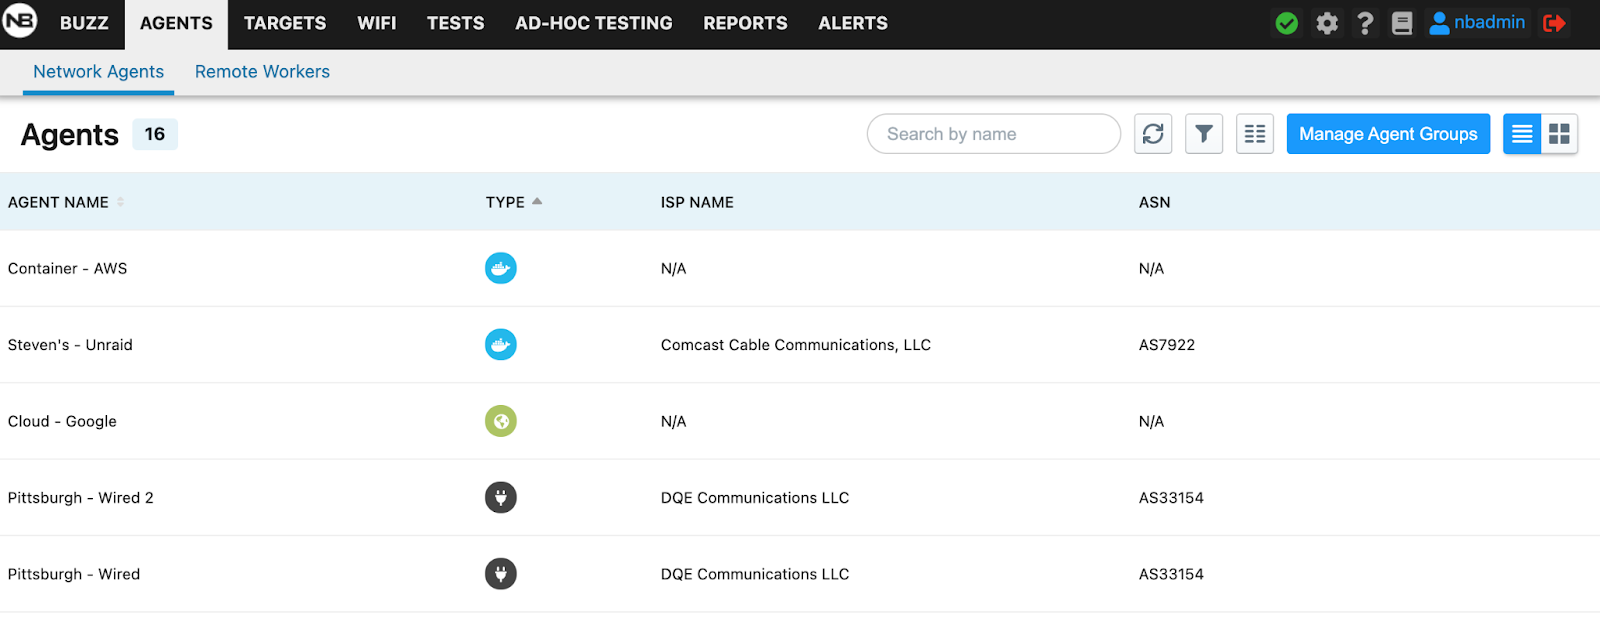 NB BUZZ AGENTS TARGETS WIFI TESTS AD-HOC TESTING REPORTS ALERTS ? nbadmin
Network Agents Remote Workers
Agents 16 Search by name Manage Agent Groups
AGENT NAME TYPE ISP NAME ASN
Container - AWS N/A N/A
Steven's - Unraid Comcast Cable Communications, LLC AS7922
Cloud - Google N/A N/A
Pittsburgh - Wired 2 DQE Communications LLC AS33154
Pittsburgh - Wired DQE Communications LLC AS33154